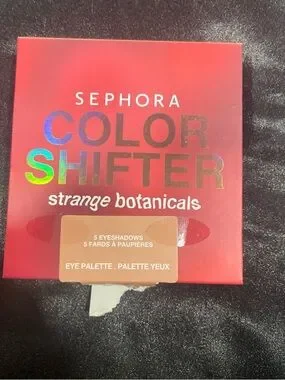 SEPHORA
COLOR
SHIFTER
strange botanicals
5 EYESHADOWS
5 FARDS À PAUPIÈRES
EYE PALETTE . PALETTE YEUX